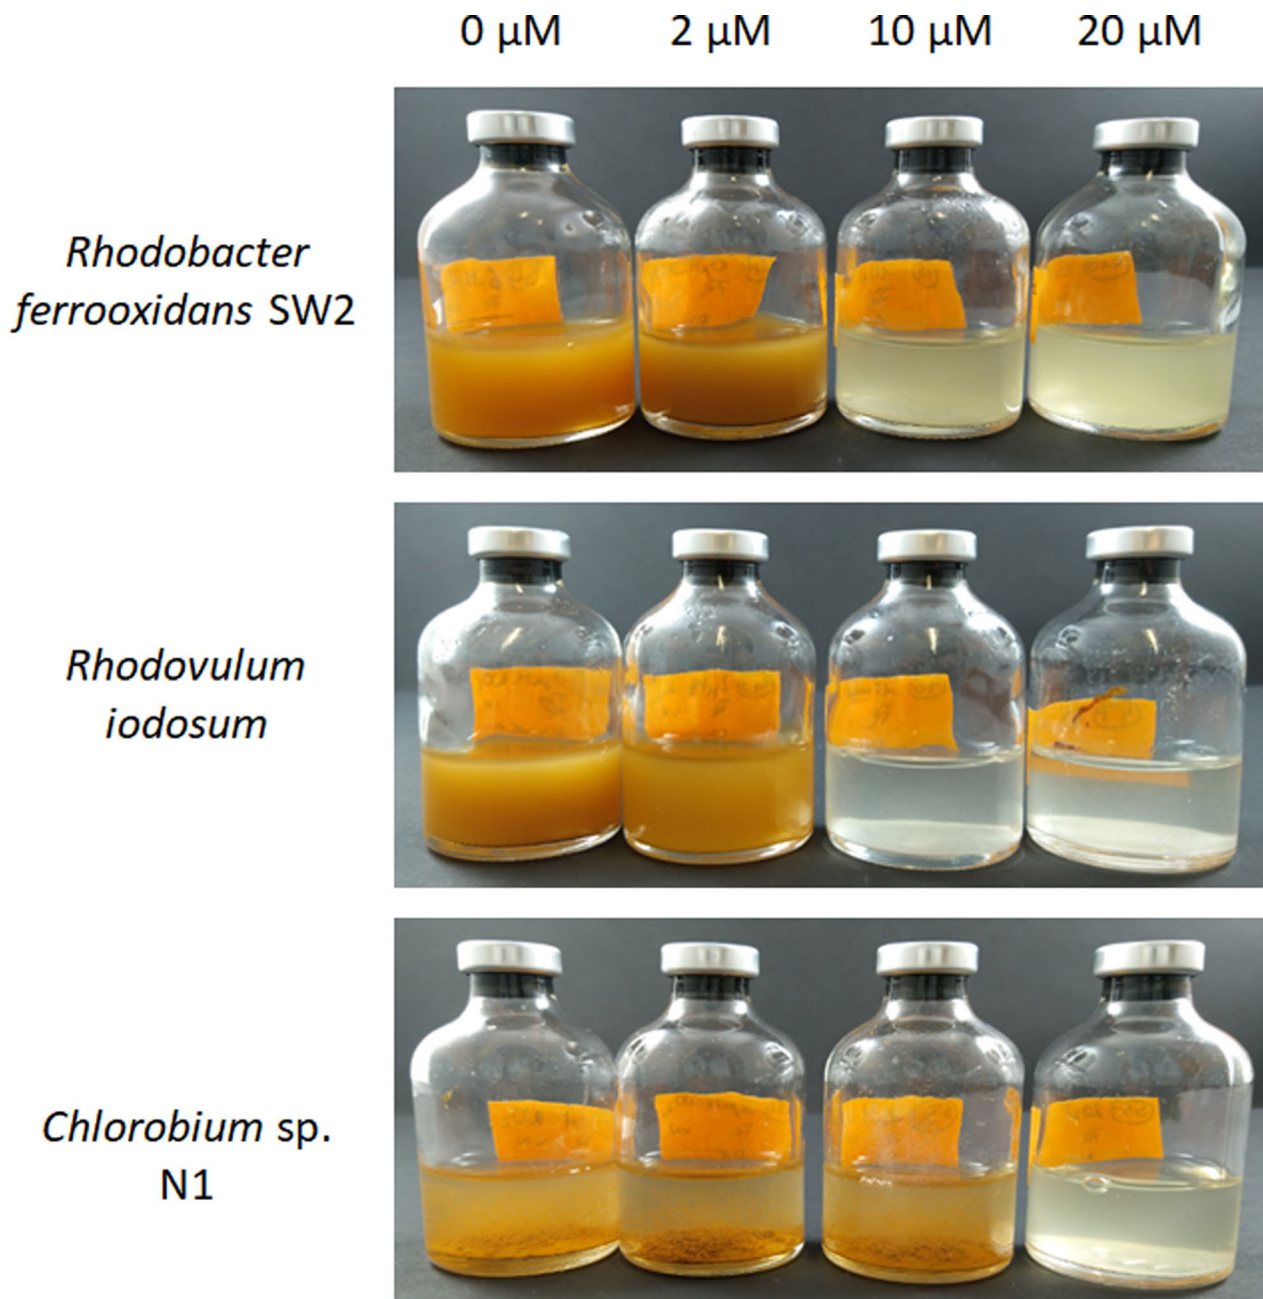 0 µM 2 µM 10 µM 20 µM
Rhodobacter
ferrooxidans SW2
Rhodovulum
iodosum
Chlorobium sp.
N1